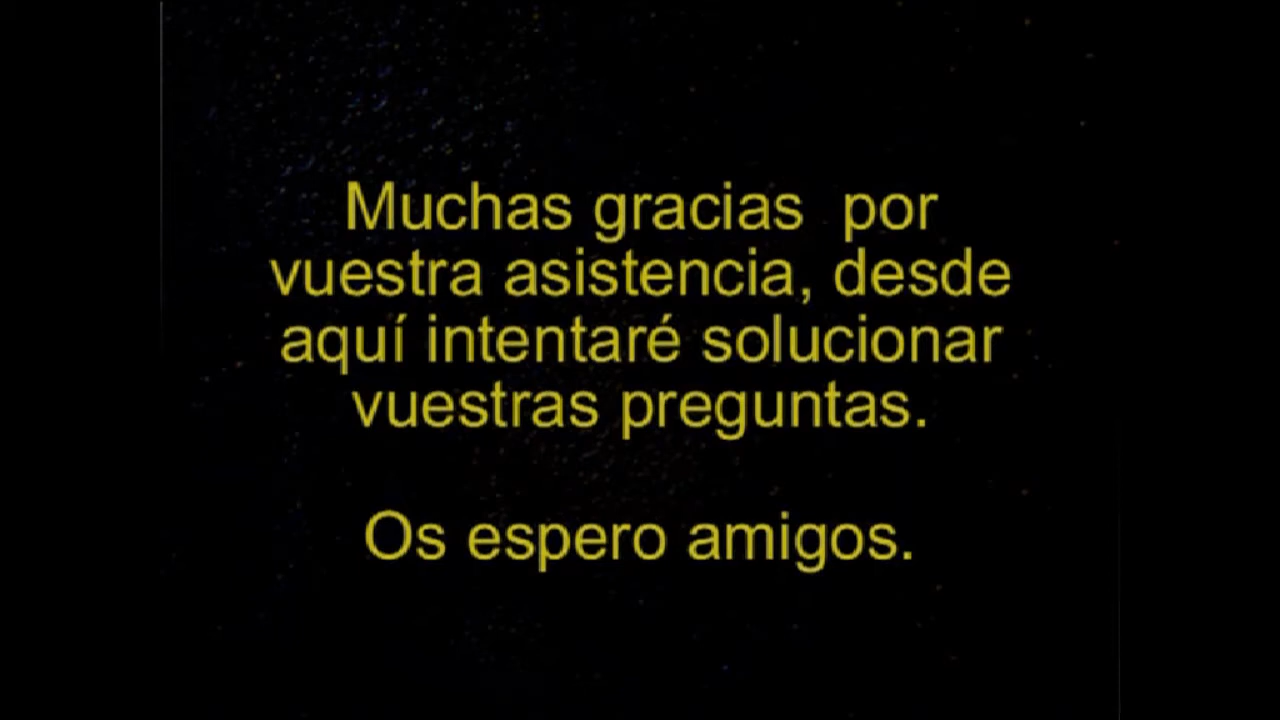 Muchas gracias por
vuestra asistencia, desde
aquí intentaré solucionar
vuestras preguntas.
Os espero amigos.